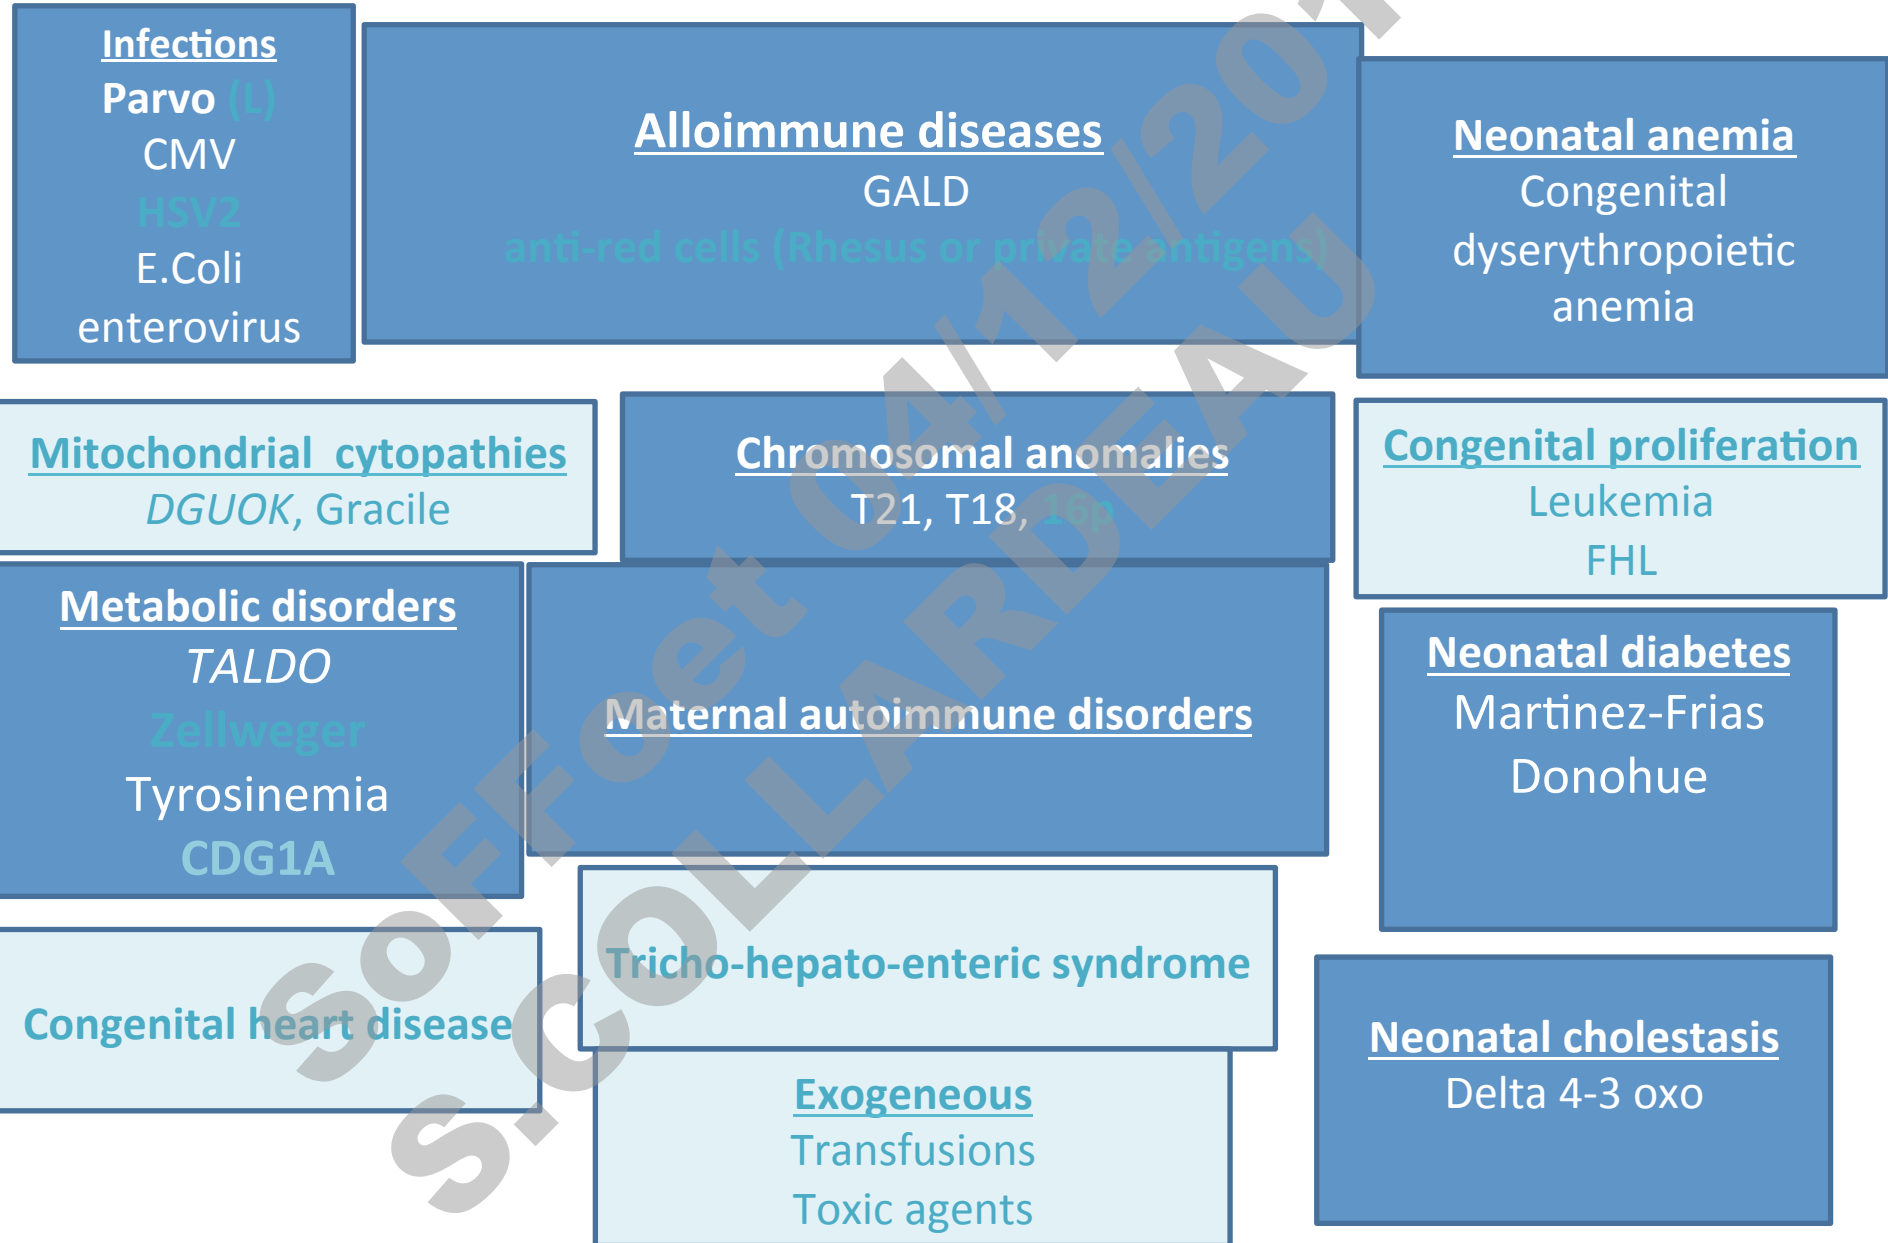 Infections
Parvo (L)
CMV
HSV2
E.Coli
enterovirus
Alloimmune diseases
GALD
anti-red cells (Rhesus or private antigens)
Neonatal anemia
Congenital
dyserythropoietic
anemia
Mitochondrial cytopathies
DGUOK, Gracile
Chromosomal anomalies
T21, T18, 16p
Congenital proliferation
Leukemia
FHL
Metabolic disorders
TALDO
Zellweger
Tyrosinemia
CDG1A
Maternal autoimmune disorders
Neonatal diabetes
Martinez-Frias
Donohue
Congenital heart disease
Tricho-hepato-enteric syndrome
Exogeneous
Transfusions
Toxic agents
Neonatal cholestasis
Delta 4-3 oxo
SoFFoet
S.COLLARDEAU